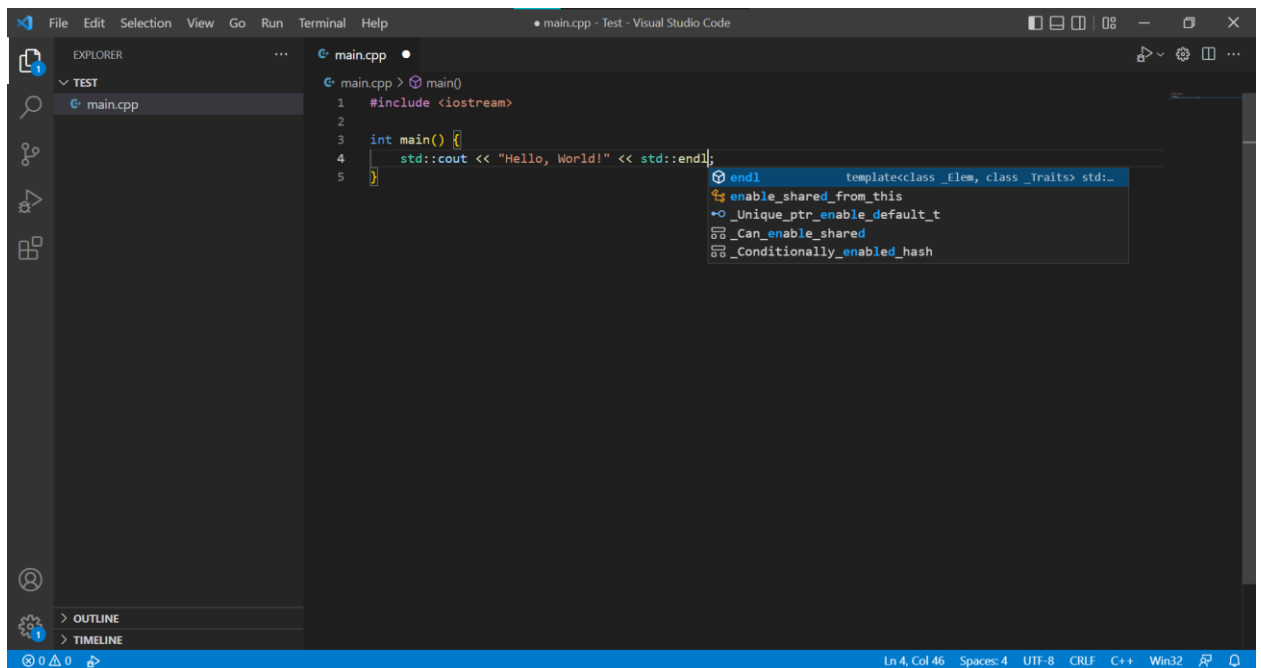 File Edit Selection View Go Run Terminal Help ● main.cpp - Test - Visual Studio Code
EXPLORER ··· main.cpp ●
TEST
main.cpp
main.cpp > main()
1 #include <iostream>
2
3 int main() {
4 std::cout << "Hello, World!" << std::endl;
5 }
endl template<class _Elem, class _Traits> std:…
enable_shared_from_this
_Unique_ptr_enable_default_t
_Can_enable_shared
_Conditionally_enabled_hash
1
1
OUTLINE
TIMELINE
0 0 Ln 4, Col 46 Spaces: 4 UTF-8 CRLF C++ Win32